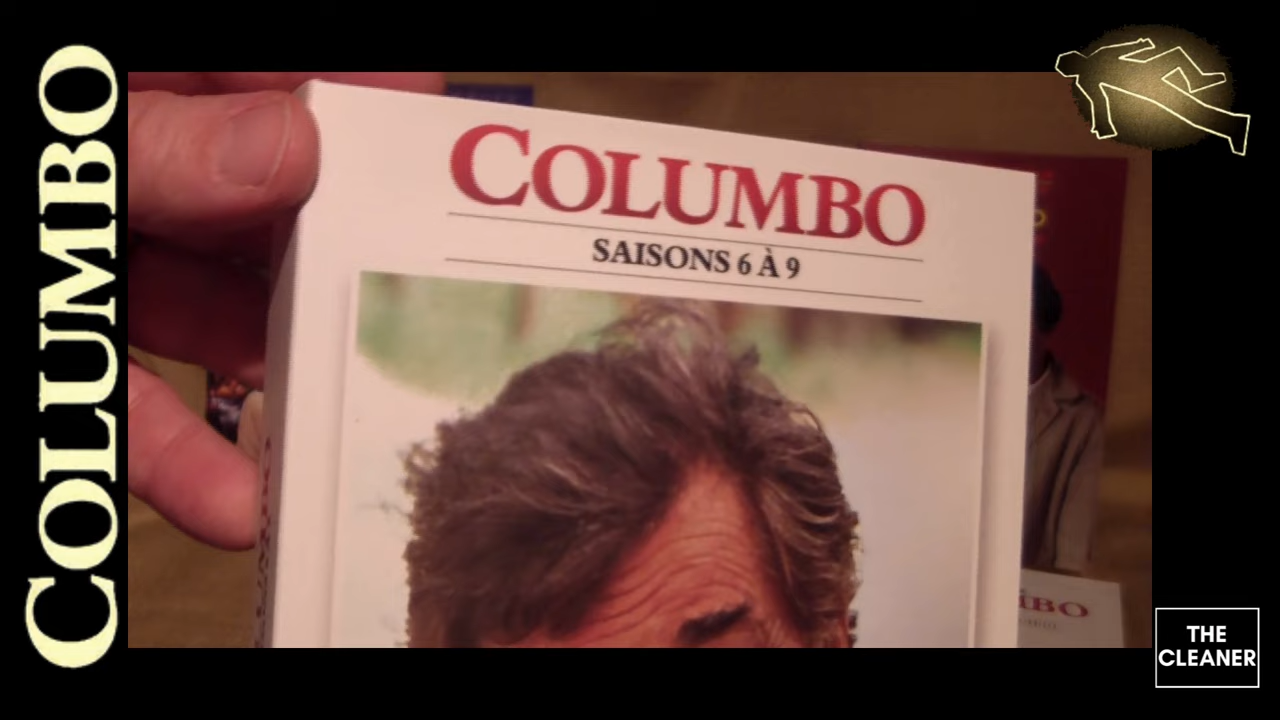 COLUMBO
COLUMBO
SAISONS 6 À 9
THE
CLEANER